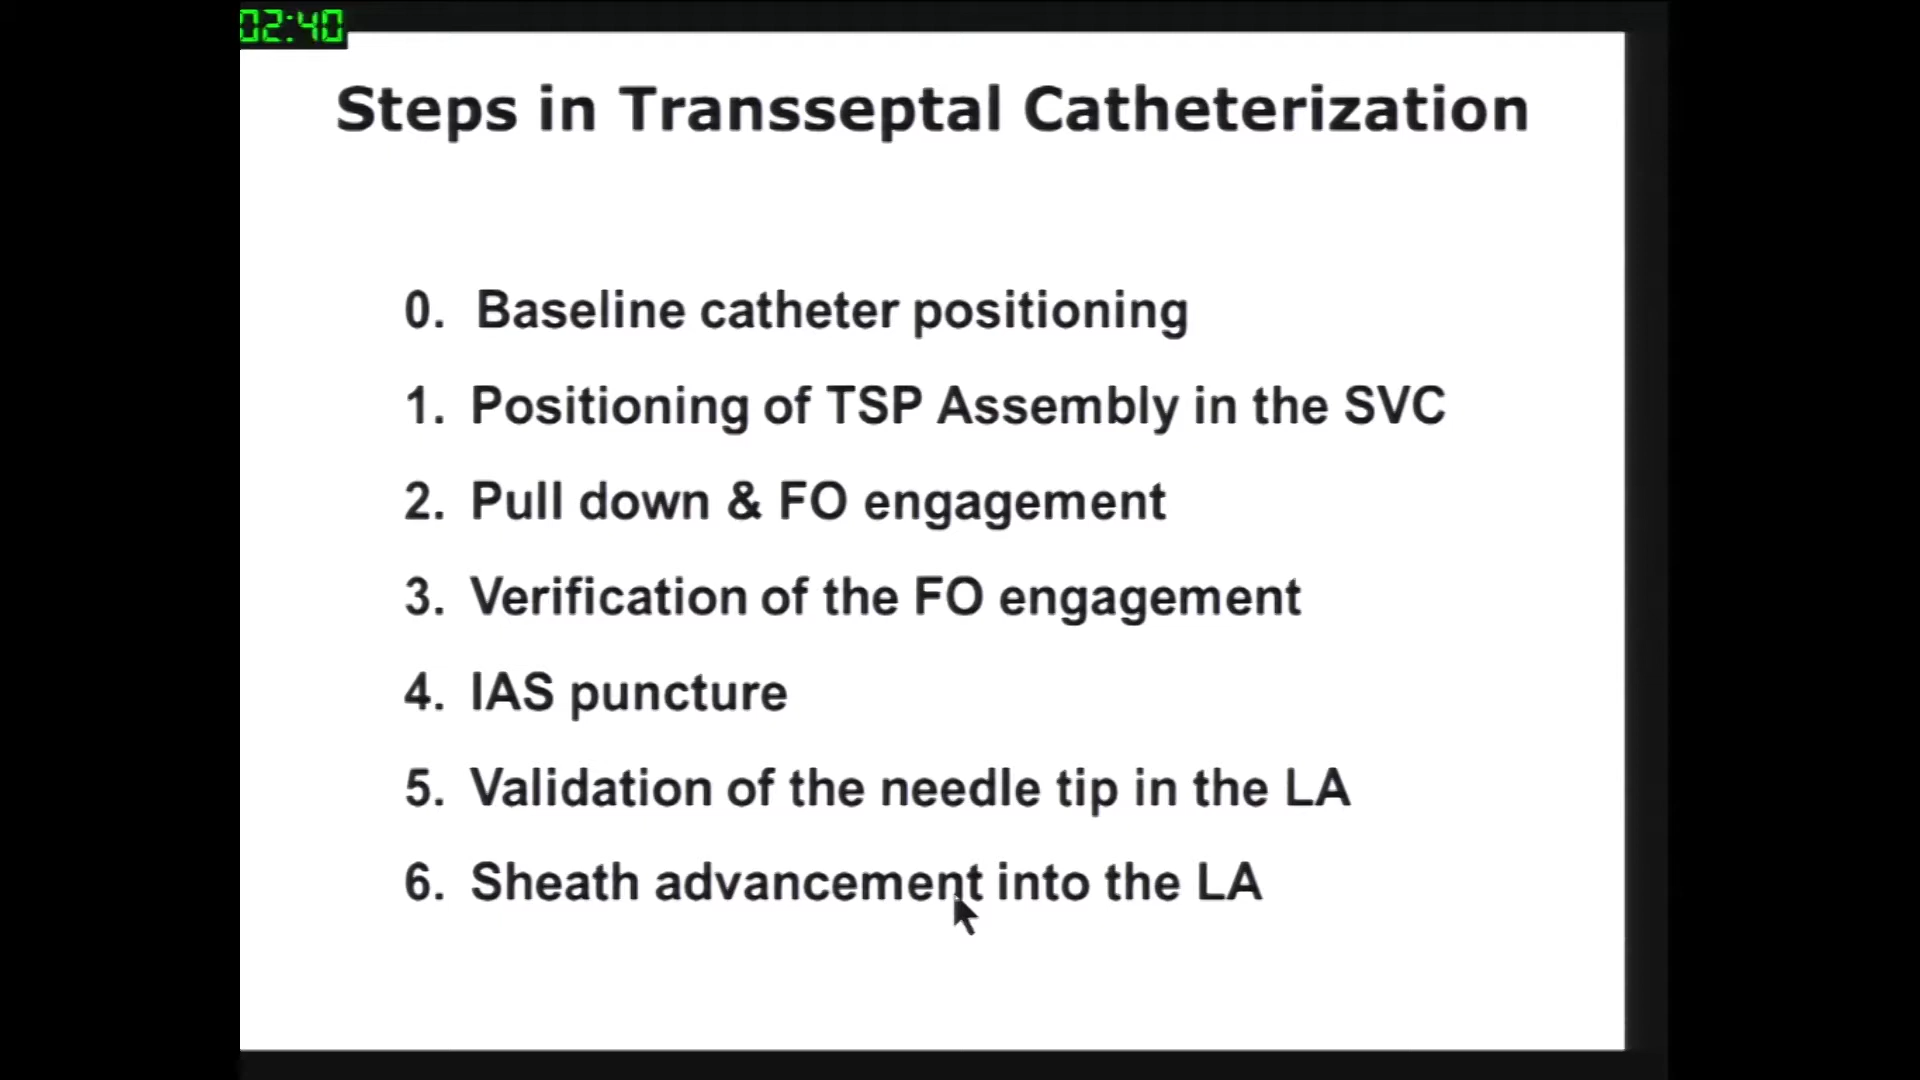 02:40
Steps in Transseptal Catheterization
0. Baseline catheter positioning
1. Positioning of TSP Assembly in the SVC
2. Pull down & FO engagement
3. Verification of the FO engagement
4. IAS puncture
5. Validation of the needle tip in the LA
6. Sheath advancement into the LA